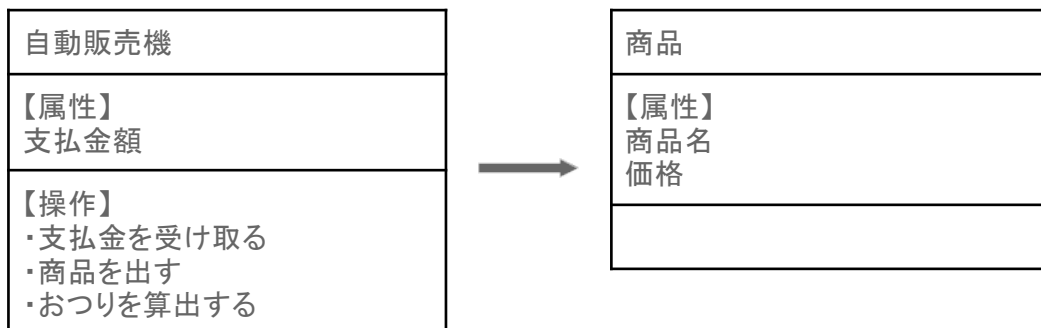 自動販売機
【属性】
支払金額
【操作】
・支払金を受け取る
・商品を出す
・おつりを算出する
商品
【属性】
商品名
価格